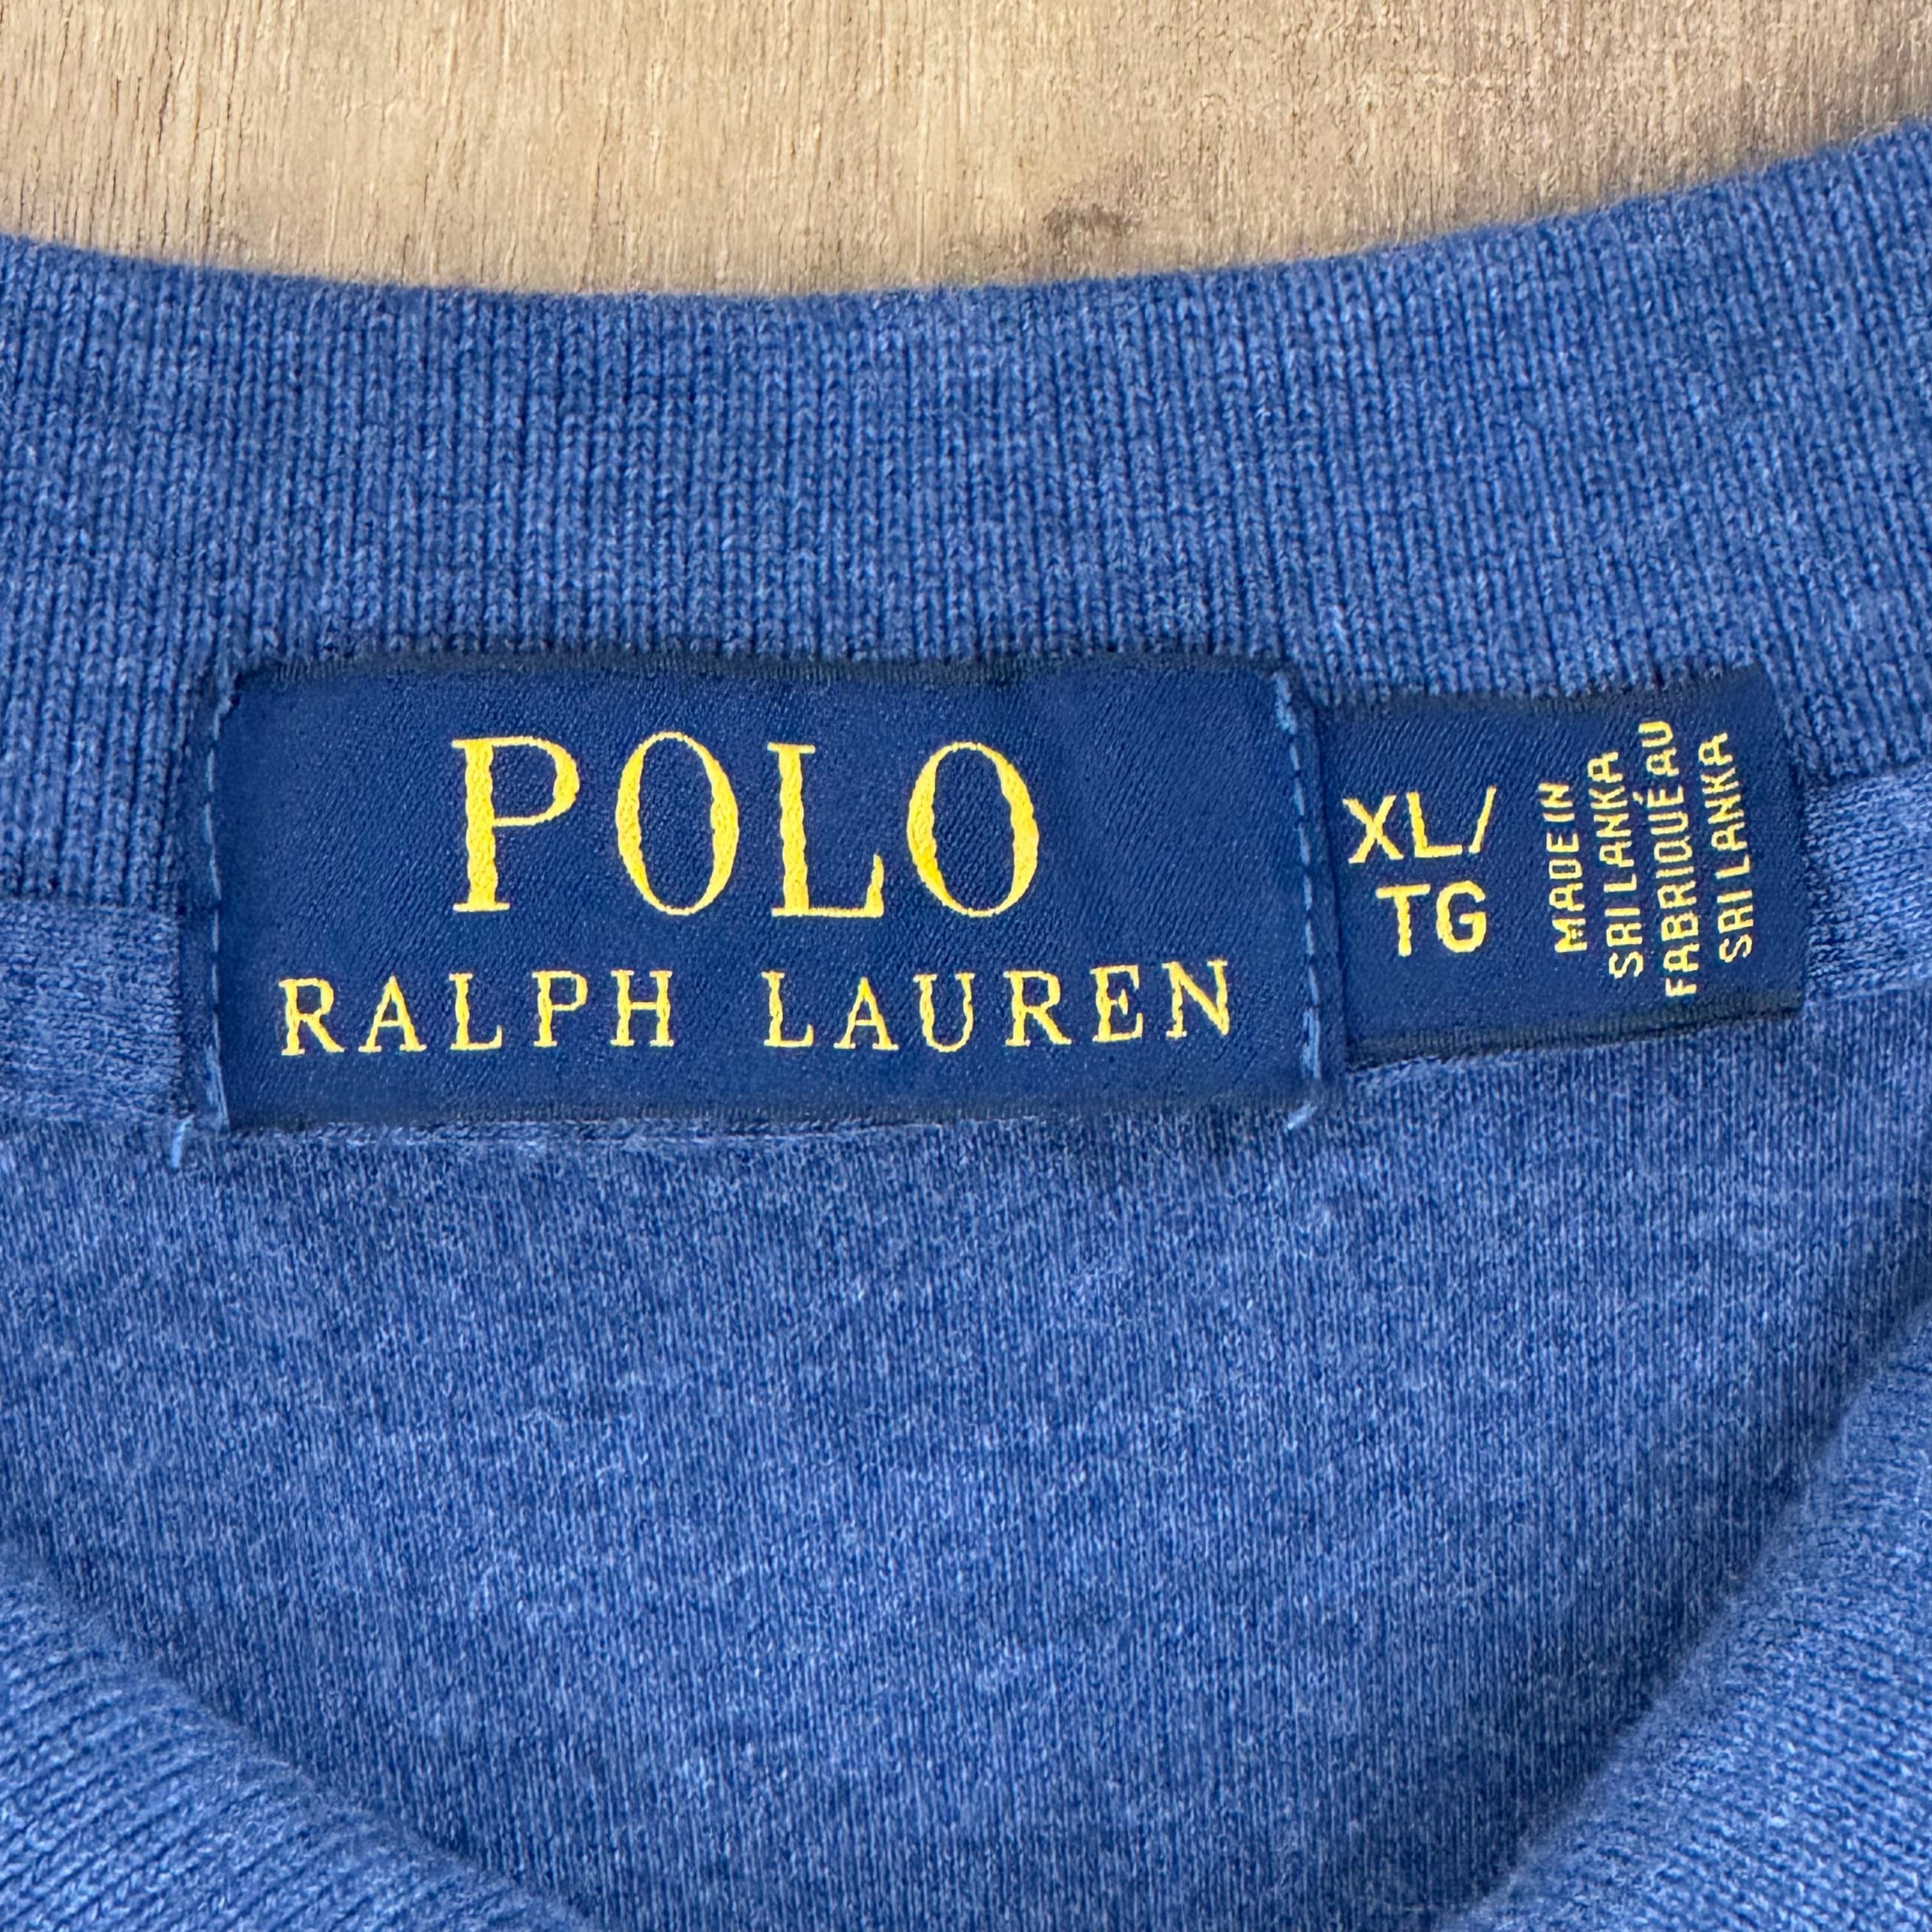 POLO
RALPH LAUREN
XL/
TG
MADE IN
SRI LANKA
FABRIQUÉ AU
SRI LANKA